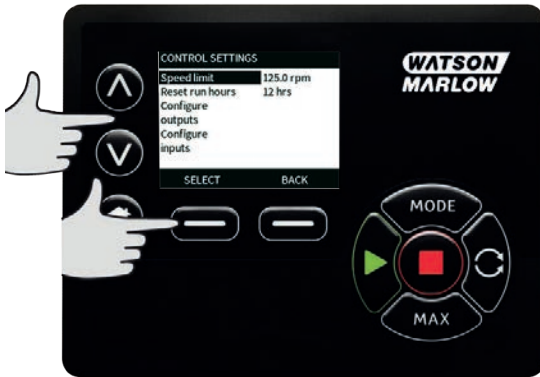 CONTROL SETTINGS
Speed limit 125.0 rpm
Reset run hours 12 hrs
Configure
outputs
Configure
inputs
SELECT BACK
WATSON
MARLOW
MODE
MAX